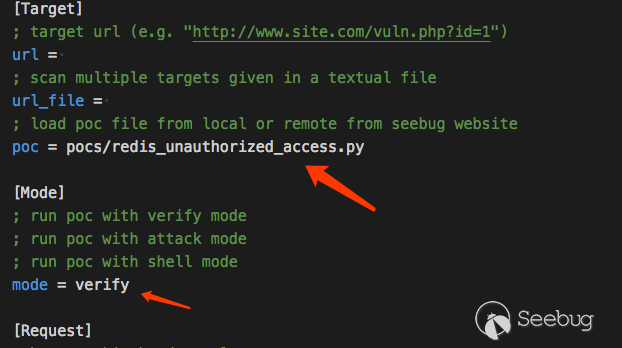 [Target]
; target url (e.g. "http://www.site.com/vuln.php?id=1")
url =
; scan multiple targets given in a textual file
url_file =
; load poc file from local or remote from seebug website
poc = pocs/redis_unauthorized_access.py
[Mode]
; run poc with verify mode
; run poc with attack mode
; run poc with shell mode
mode = verify
[Request]
Seebug